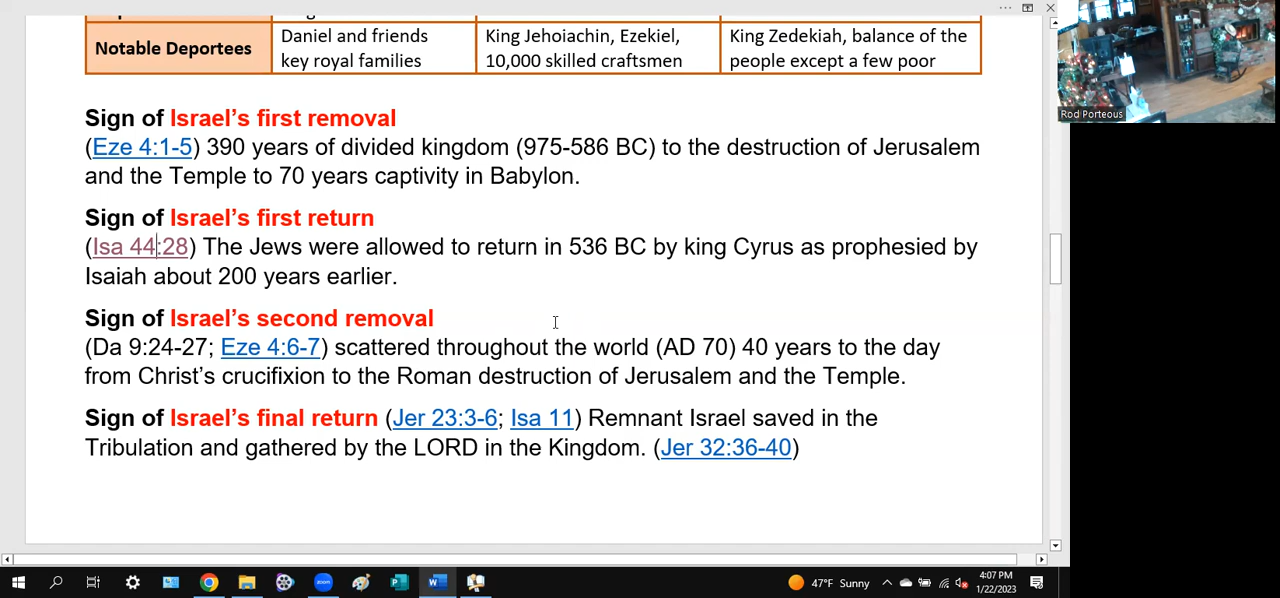 Notable Deportees
Daniel and friends
key royal families
King Jehoiachin, Ezekiel,
10,000 skilled craftsmen
King Zedekiah, balance of the
people except a few poor
Sign of Israel's first removal
(Eze 4:1-5) 390 years of divided kingdom (975-586 BC) to the destruction of Jerusalem
and the Temple to 70 years captivity in Babylon.
Sign of Israel's first return
(Isa 44:28) The Jews were allowed to return in 536 BC by king Cyrus as prophesied by
Isaiah about 200 years earlier.
Sign of Israel's second removal
(Da 9:24-27; Eze 4:6-7) scattered throughout the world (AD 70) 40 years to the day
from Christ's crucifixion to the Roman destruction of Jerusalem and the Temple.
Sign of Israel's final return (Jer 23:3-6; Isa 11) Remnant Israel saved in the
Tribulation and gathered by the LORD in the Kingdom. (Jer 32:36-40)
Rod Porteous
zoom
47°F Sunny
4:07 PM
1/22/2023